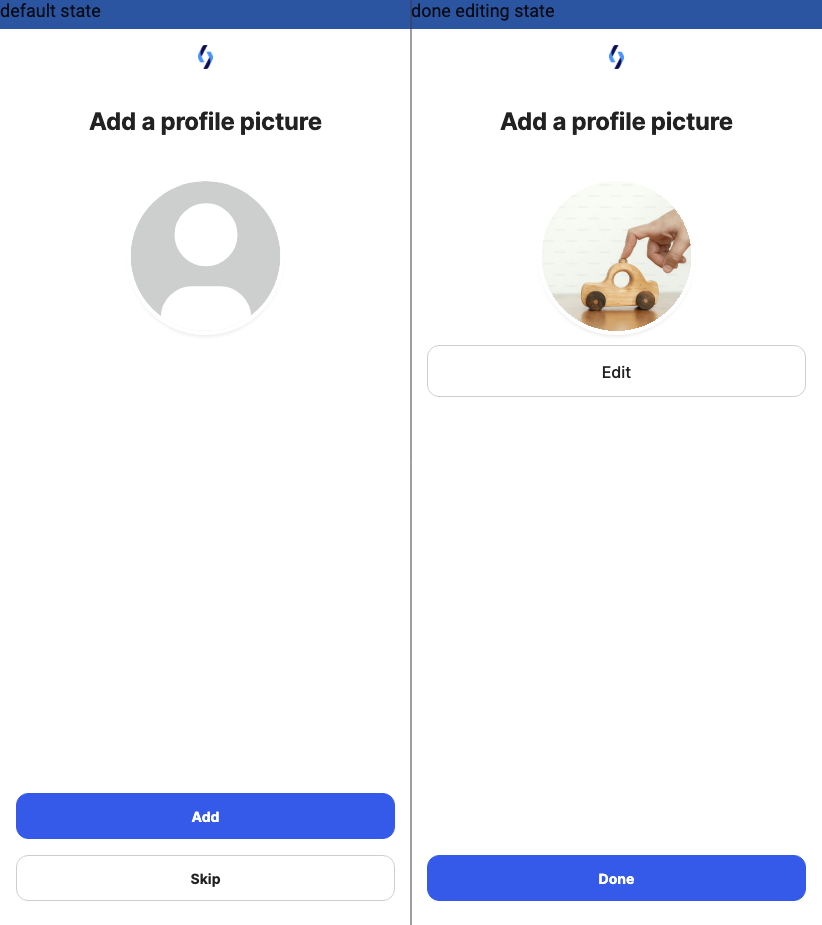 default state
Add a profile picture
Add
Skip
done editing state
Add a profile picture
Edit
Done